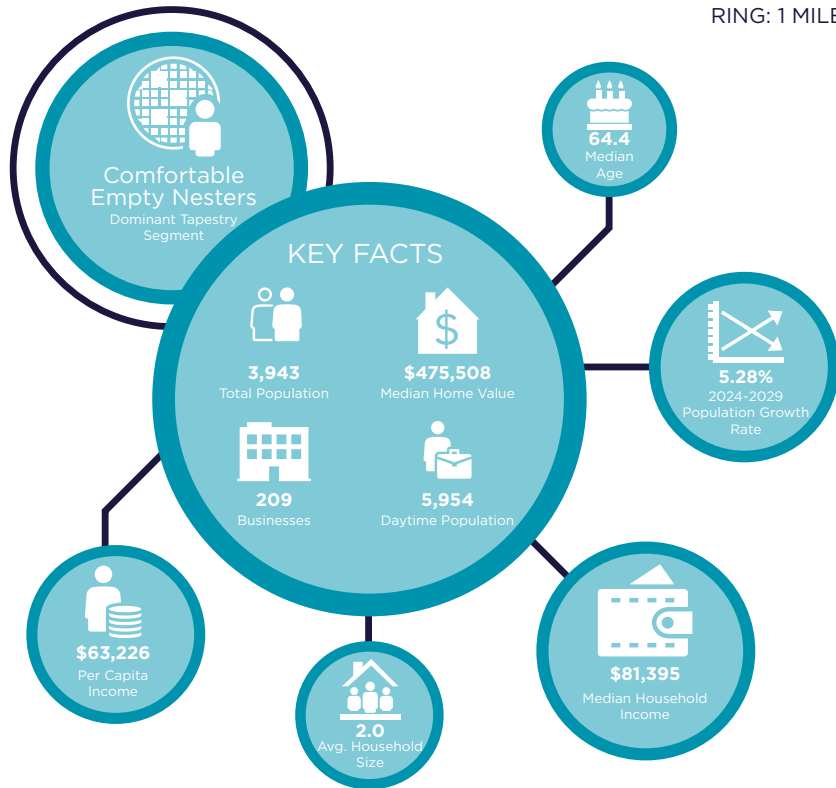 RING: 1 MILE
Comfortable
Empty Nesters
Dominant Tapestry
Segment
64.4
Median
Age
KEY FACTS
$
3,943
Total Population
$475,508
Median Home Value
209
Businesses
5,954
Daytime Population
5.28%
2024-2029
Population Growth
Rate
$63,226
Per Capita
Income
2.0
Avg. Household
Size
$81,395
Median Household
Income